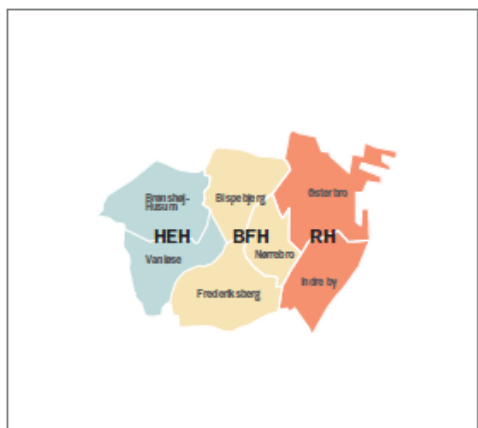 Østerbro
Brønshøj-
Husum
Bispebjerg
HEH
BFH
RH
Vanløse
Nørrebro
Indre by
Frederiksberg